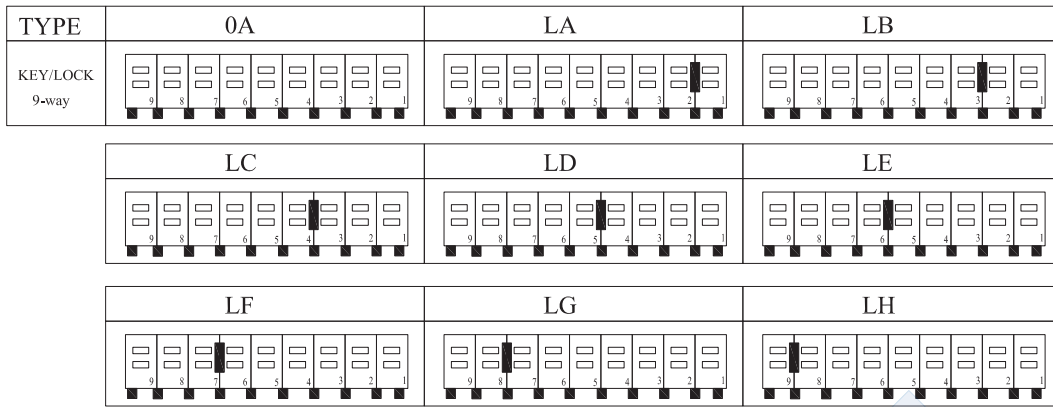 TYPE 0A LA LB
KEY/LOCK
9-way
9 8 7 6 5 4 3 2 1 9 8 7 6 5 4 3 2 1 9 8 7 6 5 4 3 2 1
LC LD LE
9 8 7 6 5 4 3 2 1 9 8 7 6 5 4 3 2 1 9 8 7 6 5 4 3 2 1
LF LG LH
9 8 7 6 5 4 3 2 1 9 8 7 6 5 4 3 2 1 9 8 7 6 5 4 3 2 1